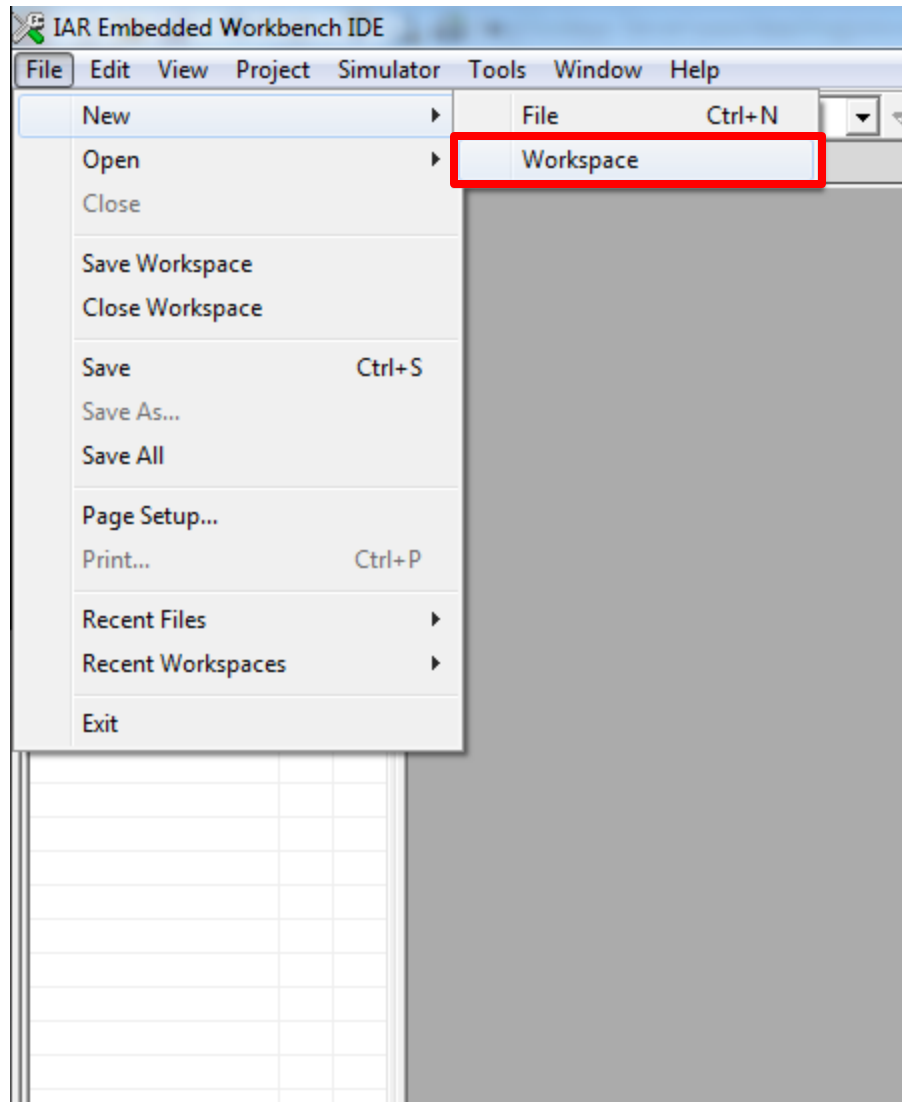 IAR Embedded Workbench IDE
File Edit View Project Simulator Tools Window Help
New
File Ctrl+N
Open
Workspace
Close
Save Workspace
Close Workspace
Save Ctrl+S
Save As...
Save All
Page Setup...
Print... Ctrl+P
Recent Files
Recent Workspaces
Exit